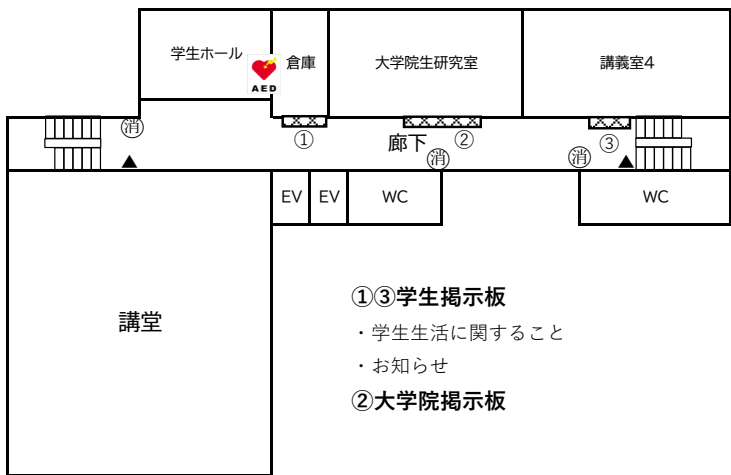 学生ホール
AED
倉庫
大学院生研究室
講義室4
消
①
廊下
②
消
消
③
EV
EV
WC
WC
講堂
①③学生掲示板
・学生生活に関すること
・お知らせ
②大学院掲示板